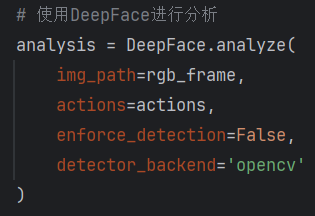 # 使用DeepFace进行分析
analysis = DeepFace.analyze(
    img_path=rgb_frame,
    actions=actions,
    enforce_detection=False,
    detector_backend='opencv'
)